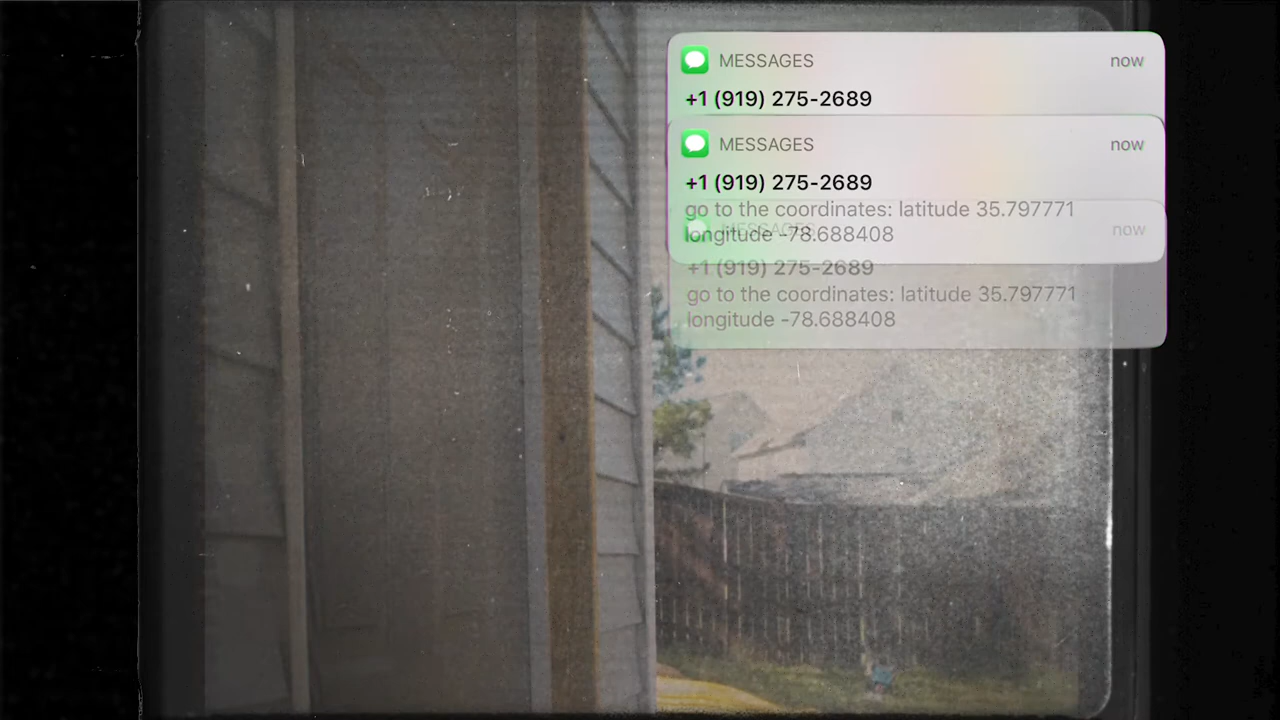 MESSAGES now
+1 (919) 275-2689
MESSAGES now
+1 (919) 275-2689
go to the coordinates: latitude 35.797771
longitude -78.688408
MESSAGES now
+1 (919) 275-2689
go to the coordinates: latitude 35.797771
longitude -78.688408